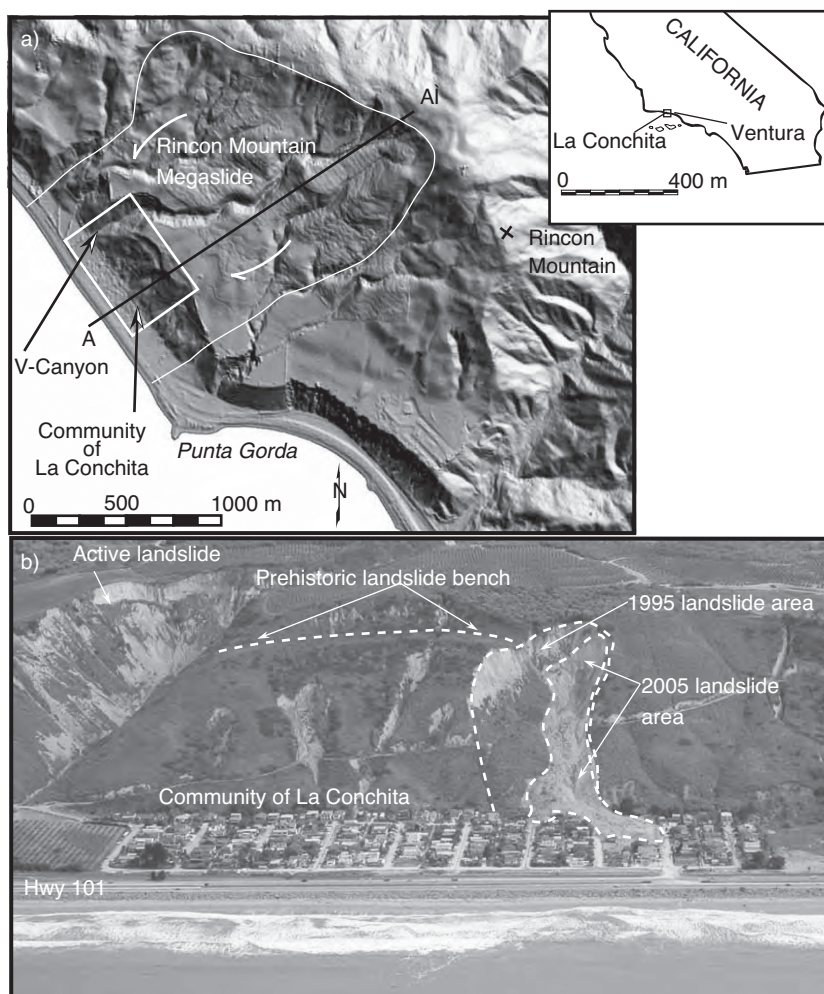 a)
AÌ
Rincon Mountain
Megaslide
Rincon
Mountain
A
V-Canyon
Community
of
La Conchita
Punta Gorda
0
500
1000 m
N
CALIFORNIA
La Conchita
Ventura
0
400 m
b)
Active landslide
Prehistoric landslide bench
1995 landslide area
2005 landslide
area
Community of La Conchita
Hwy 101